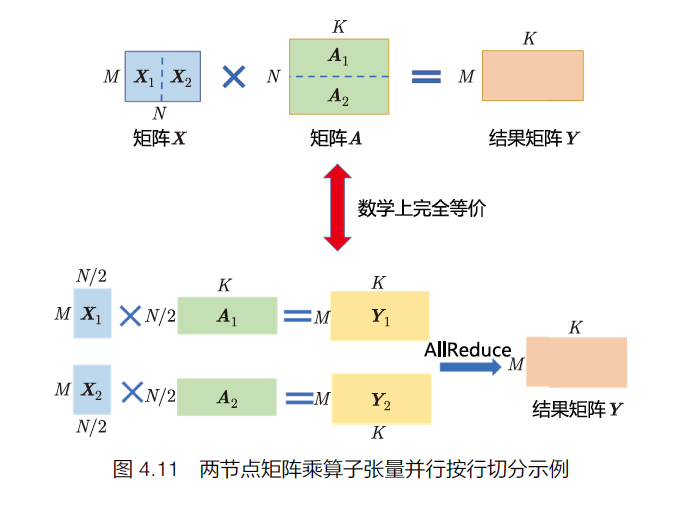 K
M X₁ X₂ × N A₁ A₂ = M K
N
矩阵X 矩阵A 结果矩阵Y
数学上完全等价
N/2 K K
M X₁ × N/2 A₁ = M Y₁
AllReduce
K
M
M X₂ × N/2 A₂ = M Y₂
N/2 K
结果矩阵Y
图 4.11 两节点矩阵乘算子张量并行按行切分示例